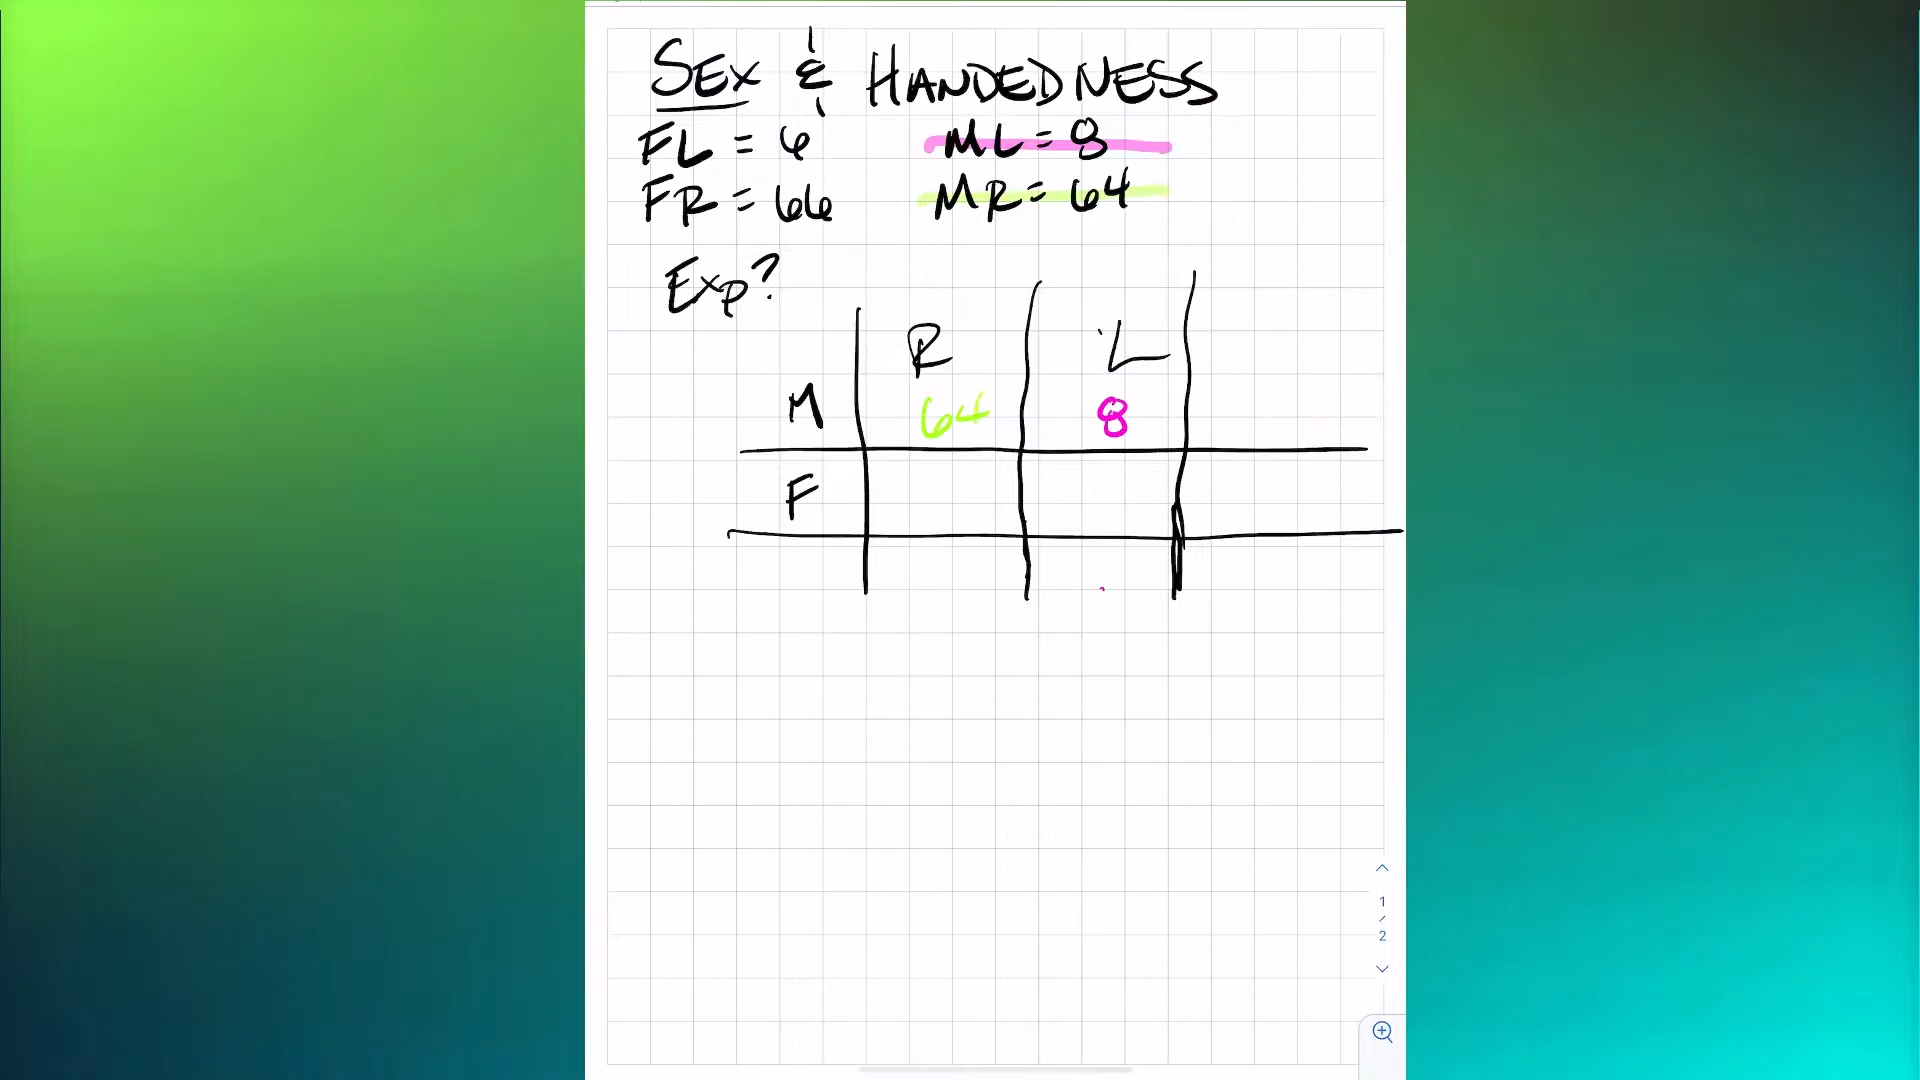 SEX & HANDEDNESS
FL = 6 ML = 8
FR = 66 MR = 64
Exp?
R L
M 64 8
F
1
/
2